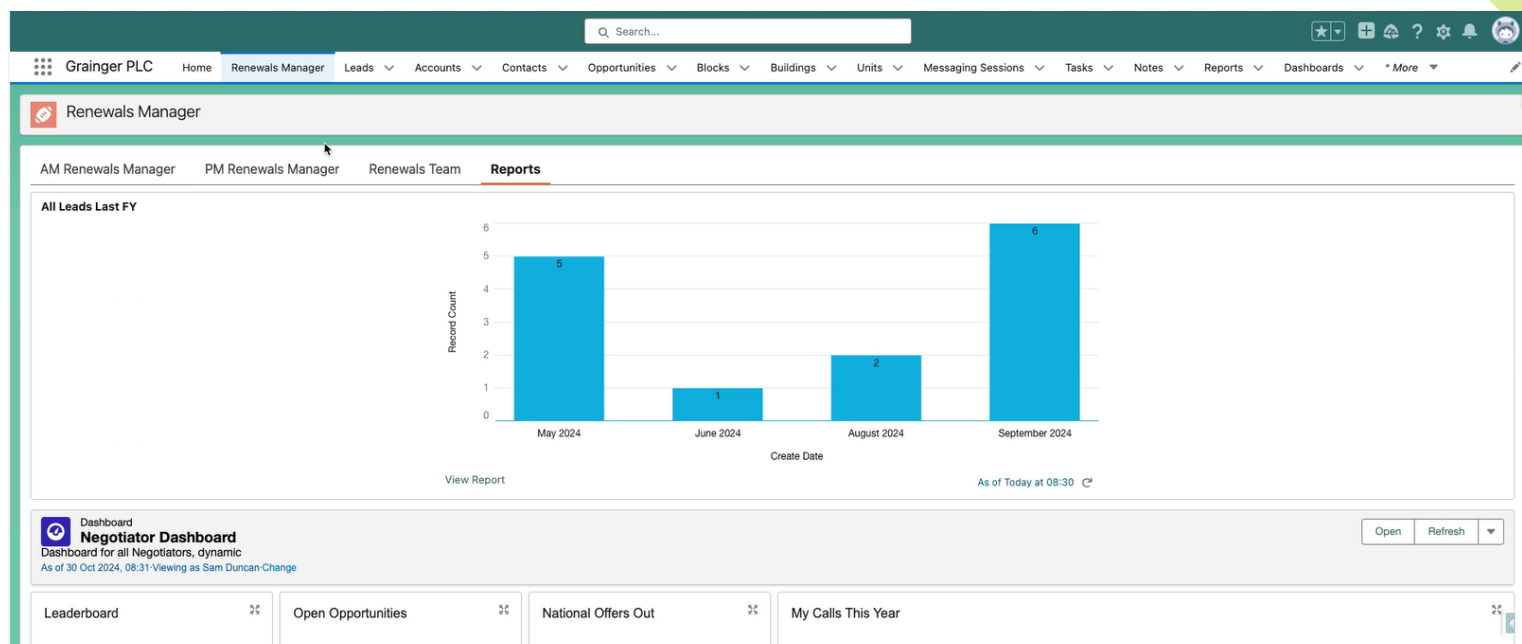 Search...
Grainger PLC Home Renewals Manager Leads Accounts Contacts Opportunities Blocks Buildings Units Messaging Sessions Tasks Notes Reports Dashboards * More
Renewals Manager
AM Renewals Manager PM Renewals Manager Renewals Team Reports
All Leads Last FY
6
5
4
3
2
1
0
Record Count
5
1
2
6
May 2024 June 2024 August 2024 September 2024
Create Date
View Report As of Today at 08:30
Dashboard
Negotiator Dashboard
Dashboard for all Negotiators, dynamic
As of 30 Oct 2024, 08:31·Viewing as Sam Duncan·Change
Open Refresh
Leaderboard Open Opportunities National Offers Out My Calls This Year